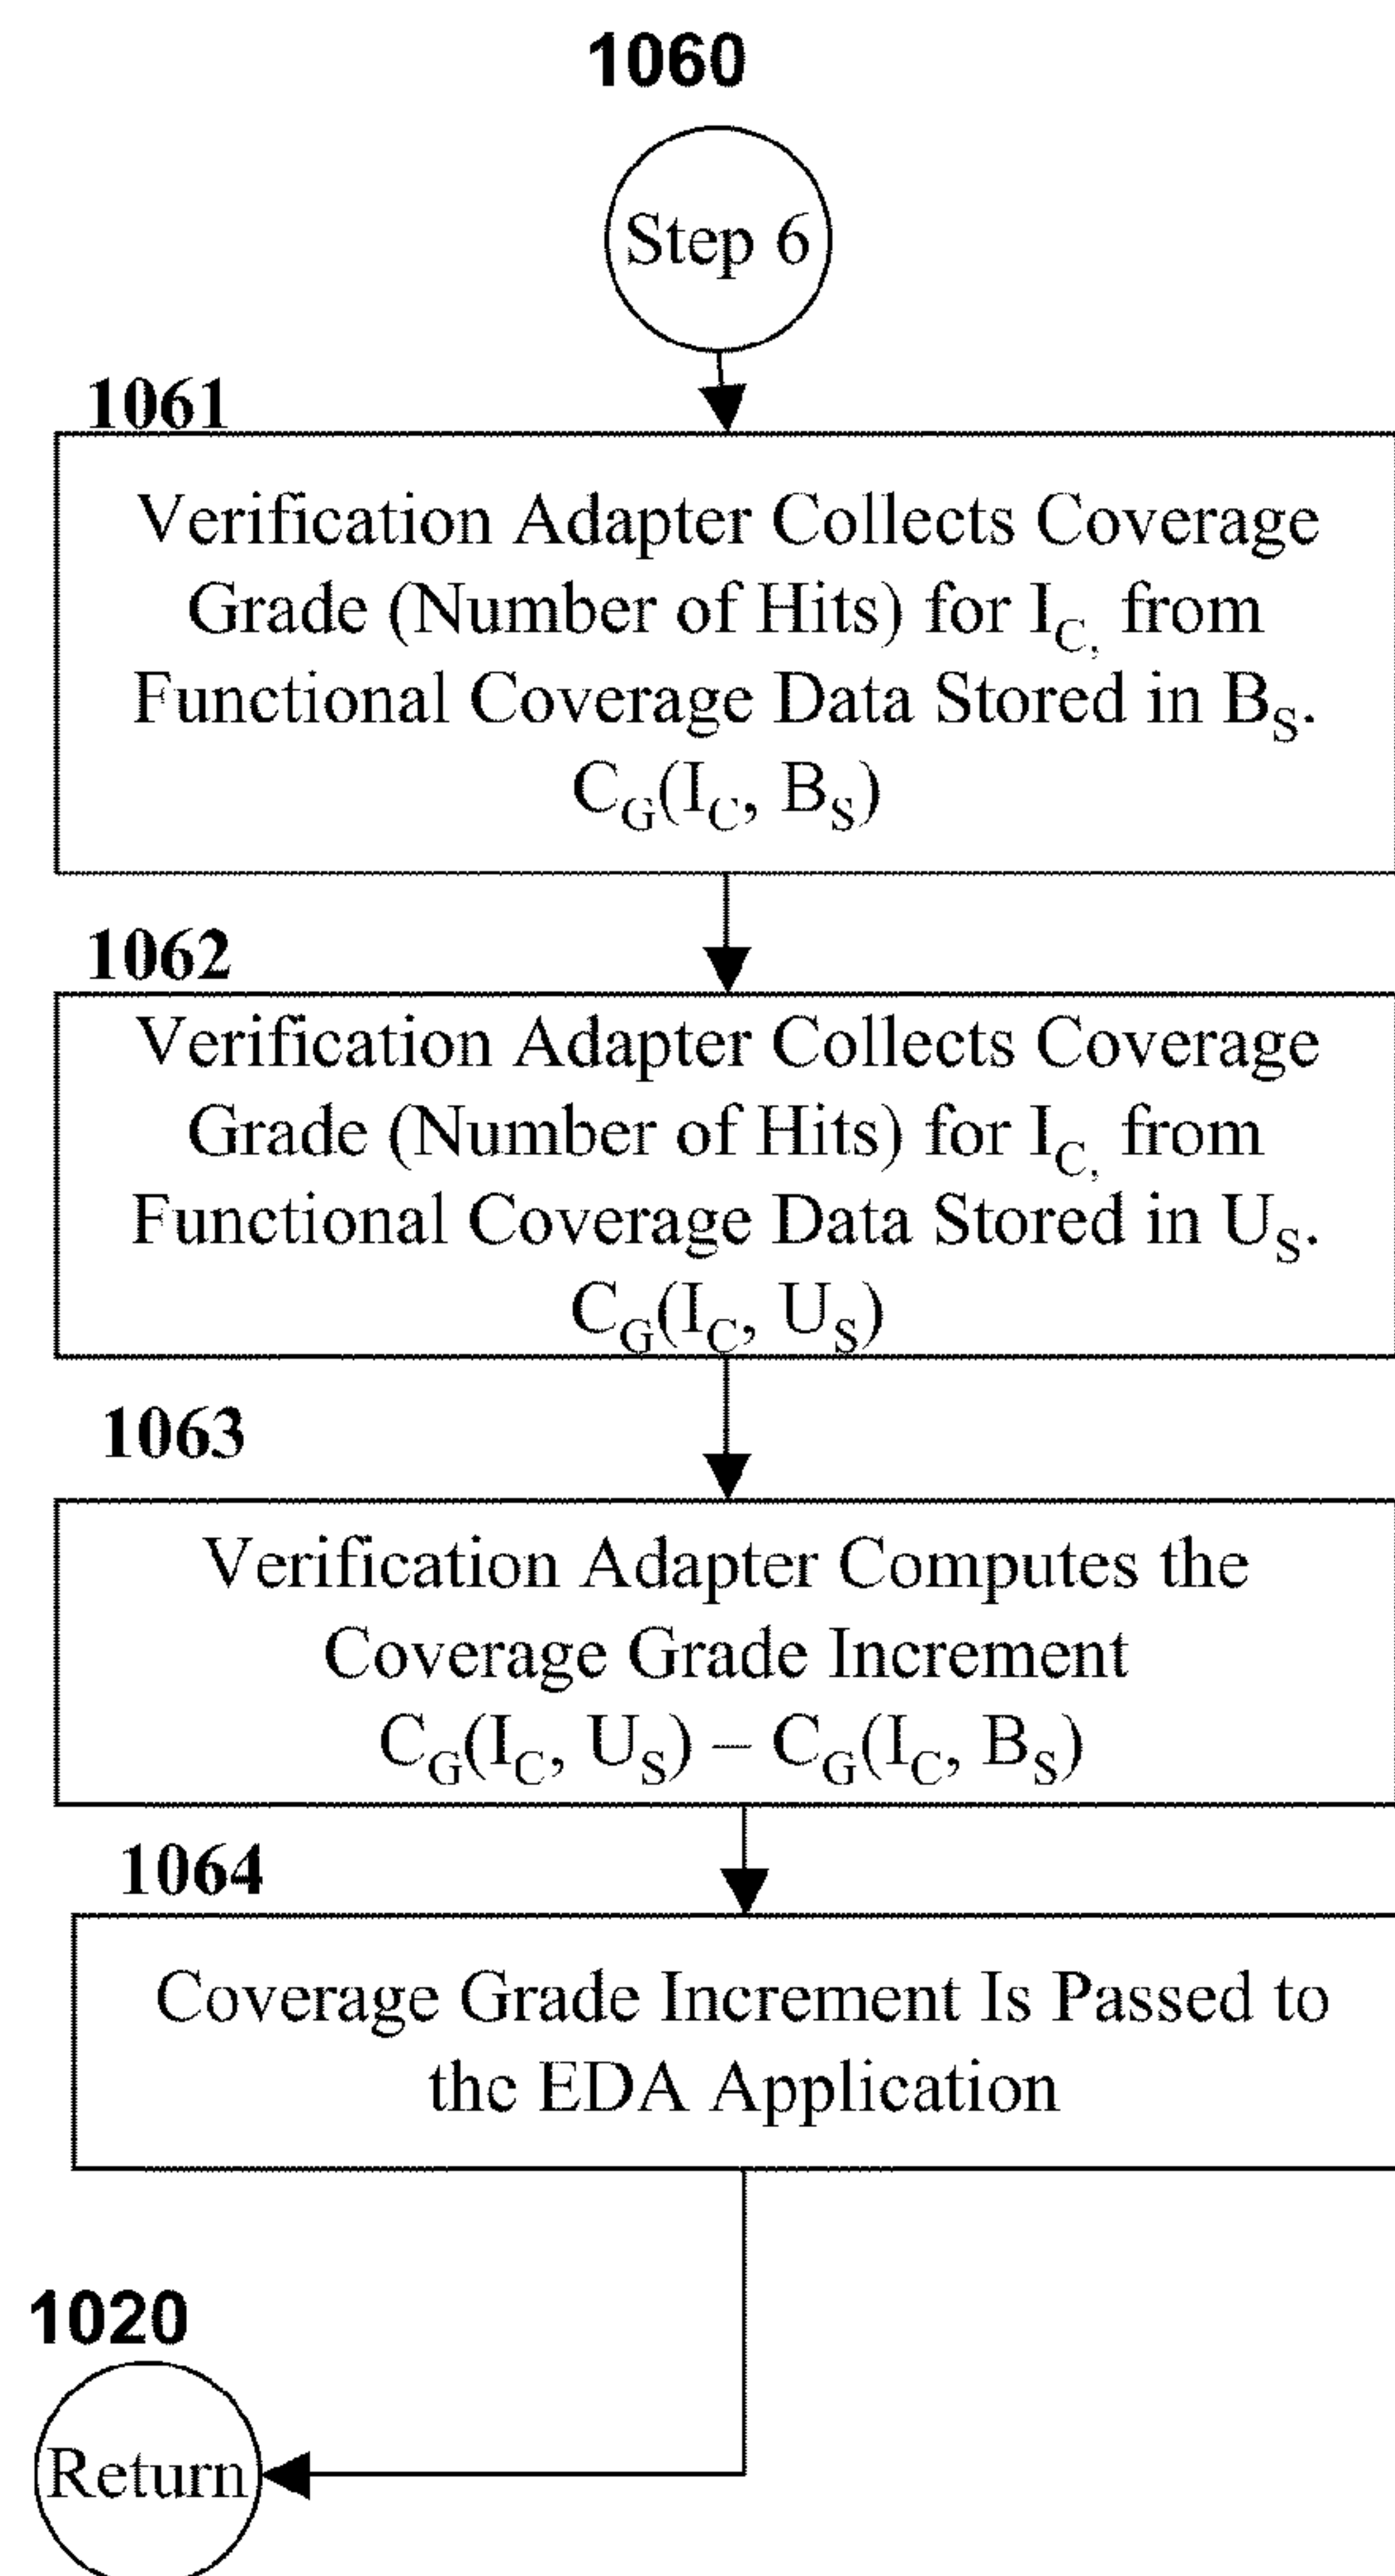 1060
Step 6
1061
Verification Adapter Collects Coverage
Grade (Number of Hits) for I_C, from
Functional Coverage Data Stored in B_S.
C_G(I_C, B_S)
1062
Verification Adapter Collects Coverage
Grade (Number of Hits) for I_C, from
Functional Coverage Data Stored in U_S.
C_G(I_C, U_S)
1063
Verification Adapter Computes the
Coverage Grade Increment
C_G(I_C, U_S) – C_G(I_C, B_S)
1064
Coverage Grade Increment Is Passed to
the EDA Application
1020
Return